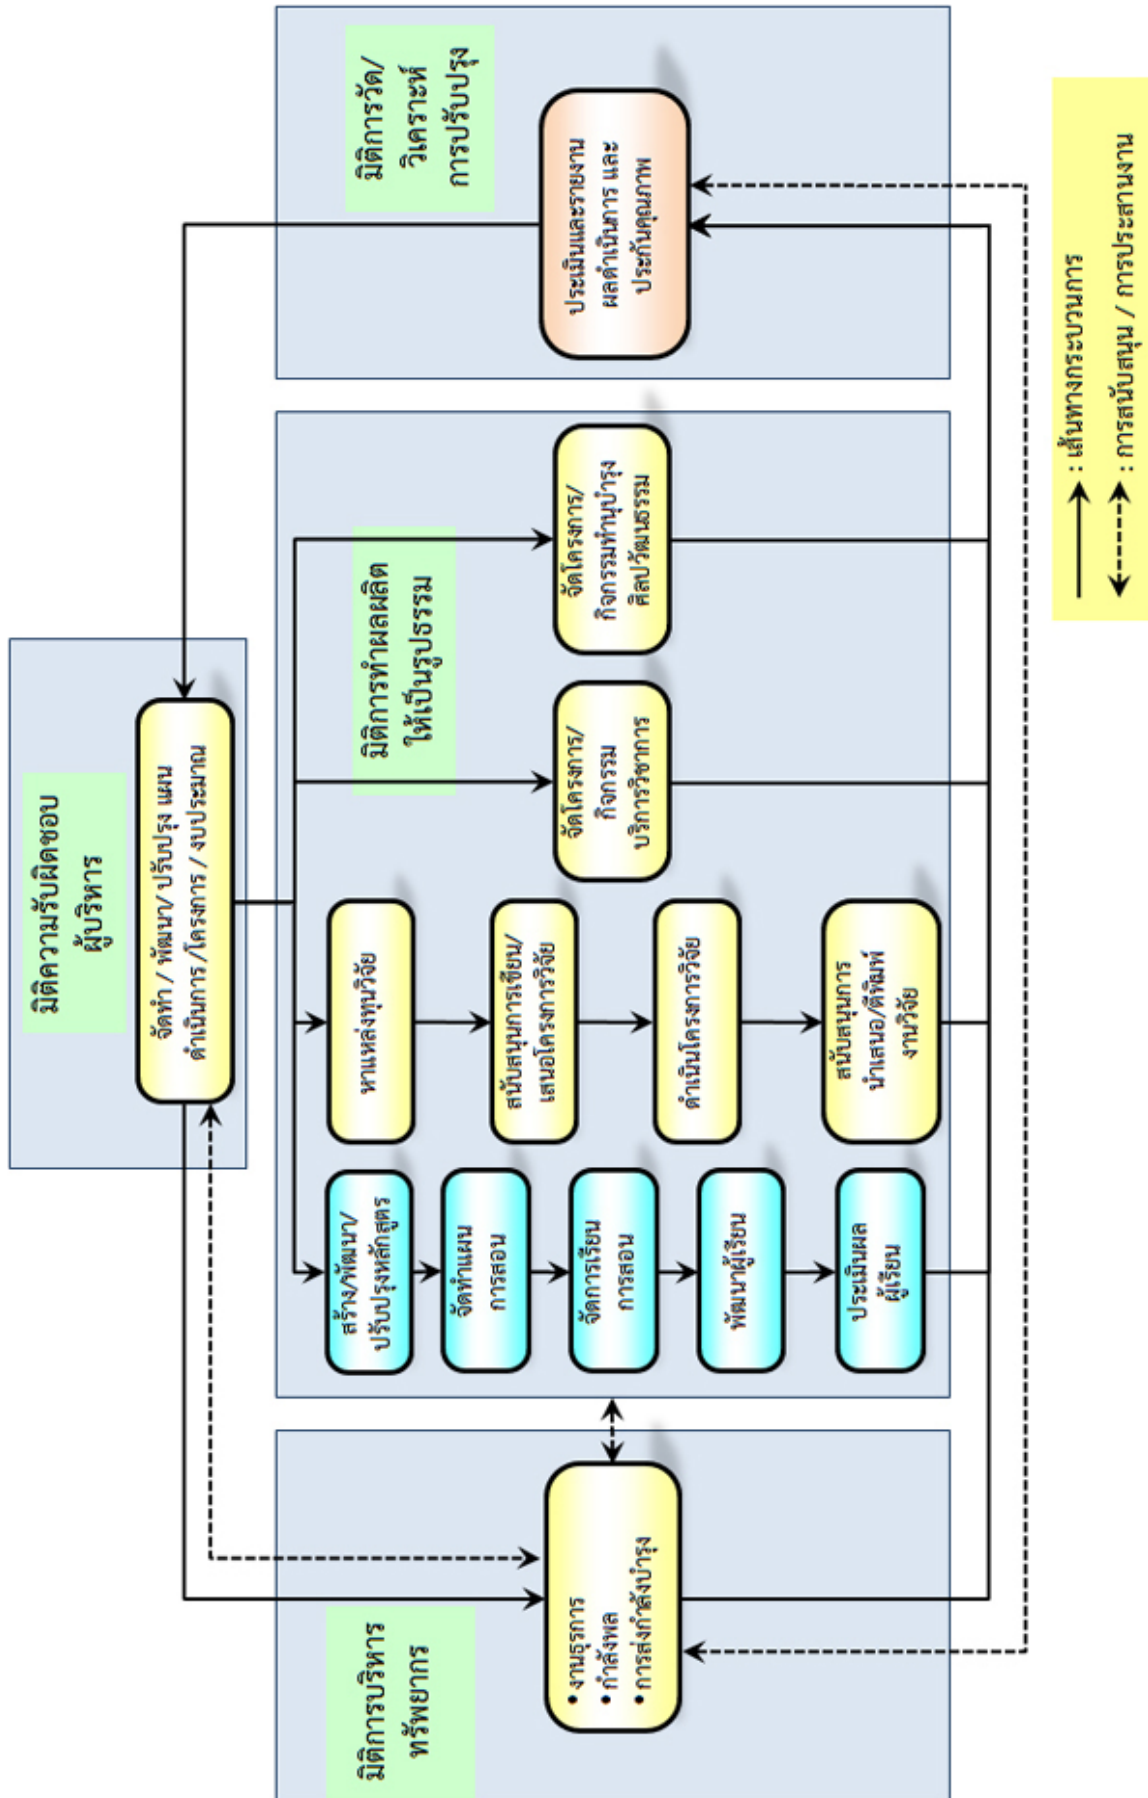 มิติความรับผิดชอบ
ผู้บริหาร
จัดทำ / พัฒนา/ ปรับปรุง แผน
ดำเนินการ /โครงการ / งบประมาณ
มิติการบริหาร
ทรัพยากร
• งานธุรการ
• กำลังพล
• การส่งกำลังบำรุง
มิติการทำผลผลิต
ให้เป็นรูปธรรม
สร้าง/พัฒนา/
ปรับปรุงหลักสูตร
จัดทำแผน
การสอน
จัดการเรียน
การสอน
พัฒนาผู้เรียน
ประเมินผล
ผู้เรียน
หาแหล่งทุนวิจัย
สนับสนุนการเขียน/
เสนอโครงการวิจัย
ดำเนินโครงการวิจัย
สนับสนุนการ
นำเสนอ/ตีพิมพ์
งานวิจัย
จัดโครงการ/
กิจกรรม
บริการวิชาการ
จัดโครงการ/
กิจกรรมทำนุบำรุง
ศิลปวัฒนธรรม
มิติการวัด/
วิเคราะห์
การปรับปรุง
ประเมินและรายงาน
ผลดำเนินการ และ
ประกันคุณภาพ
: เส้นทางกระบวนการ
: การสนับสนุน / การประสานงาน